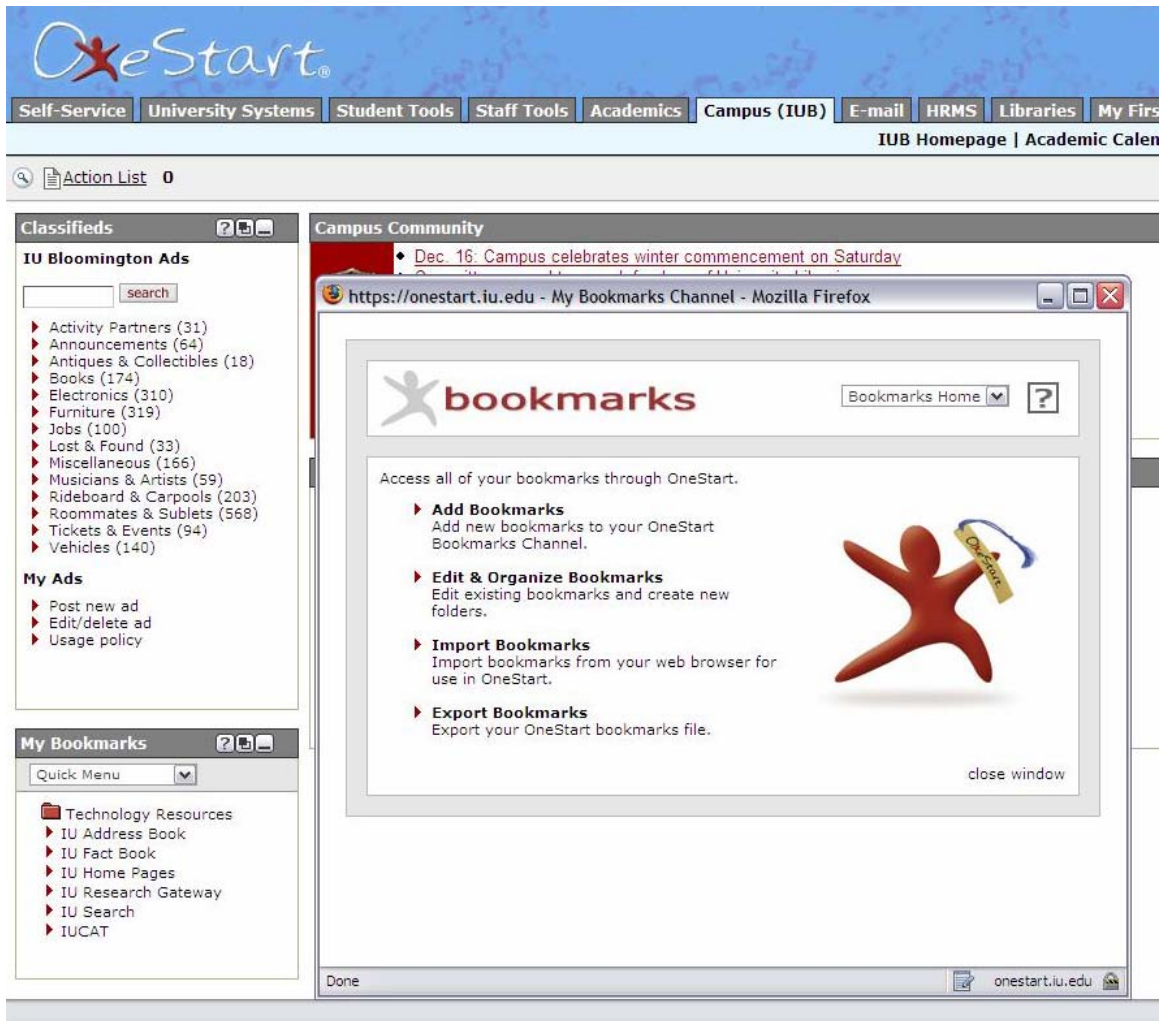 OneStart®
Self-Service University Systems Student Tools Staff Tools Academics Campus (IUB) E-mail HRMS Libraries My Firs
IUB Homepage | Academic Calen
Action List 0
Classifieds
IU Bloomington Ads
search
Activity Partners (31)
Announcements (64)
Antiques & Collectibles (18)
Books (174)
Electronics (310)
Furniture (319)
Jobs (100)
Lost & Found (33)
Miscellaneous (166)
Musicians & Artists (59)
Rideboard & Carpools (203)
Roommates & Sublets (568)
Tickets & Events (94)
Vehicles (140)
My Ads
Post new ad
Edit/delete ad
Usage policy
My Bookmarks
Quick Menu
Technology Resources
IU Address Book
IU Fact Book
IU Home Pages
IU Research Gateway
IU Search
IUCAT
Campus Community
Dec. 16: Campus celebrates winter commencement on Saturday
https://onestart.iu.edu - My Bookmarks Channel - Mozilla Firefox
bookmarks
Bookmarks Home
?
Access all of your bookmarks through OneStart.
Add Bookmarks
Add new bookmarks to your OneStart
Bookmarks Channel.
Edit & Organize Bookmarks
Edit existing bookmarks and create new
folders.
Import Bookmarks
Import bookmarks from your web browser for
use in OneStart.
Export Bookmarks
Export your OneStart bookmarks file.
OneStart
close window
Done
onestart.iu.edu